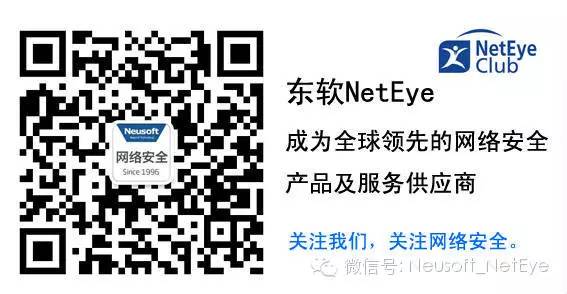 NetEye
Club
东软NetEye
成为全球领先的网络安全
产品及服务供应商
关注我们，关注网络安全。
微信号: Neusoft_NetEye
Neusoft
网络安全
Since 1996